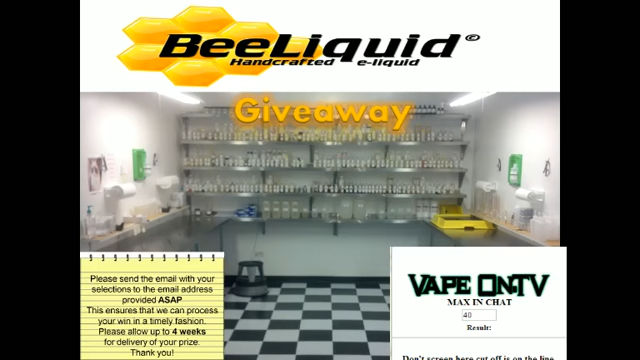 BeeLiquid©
Handcrafted e-liquid
Giveaway
Please send the email with your
selections to the email address
provided ASAP
This ensures that we can process
your win in a timely fashion.
Please allow up to 4 weeks
for delivery of your prize.
Thank you!
VAPE ONTV
MAX IN CHAT
40
Result:
Don't screen here cut off is on the line